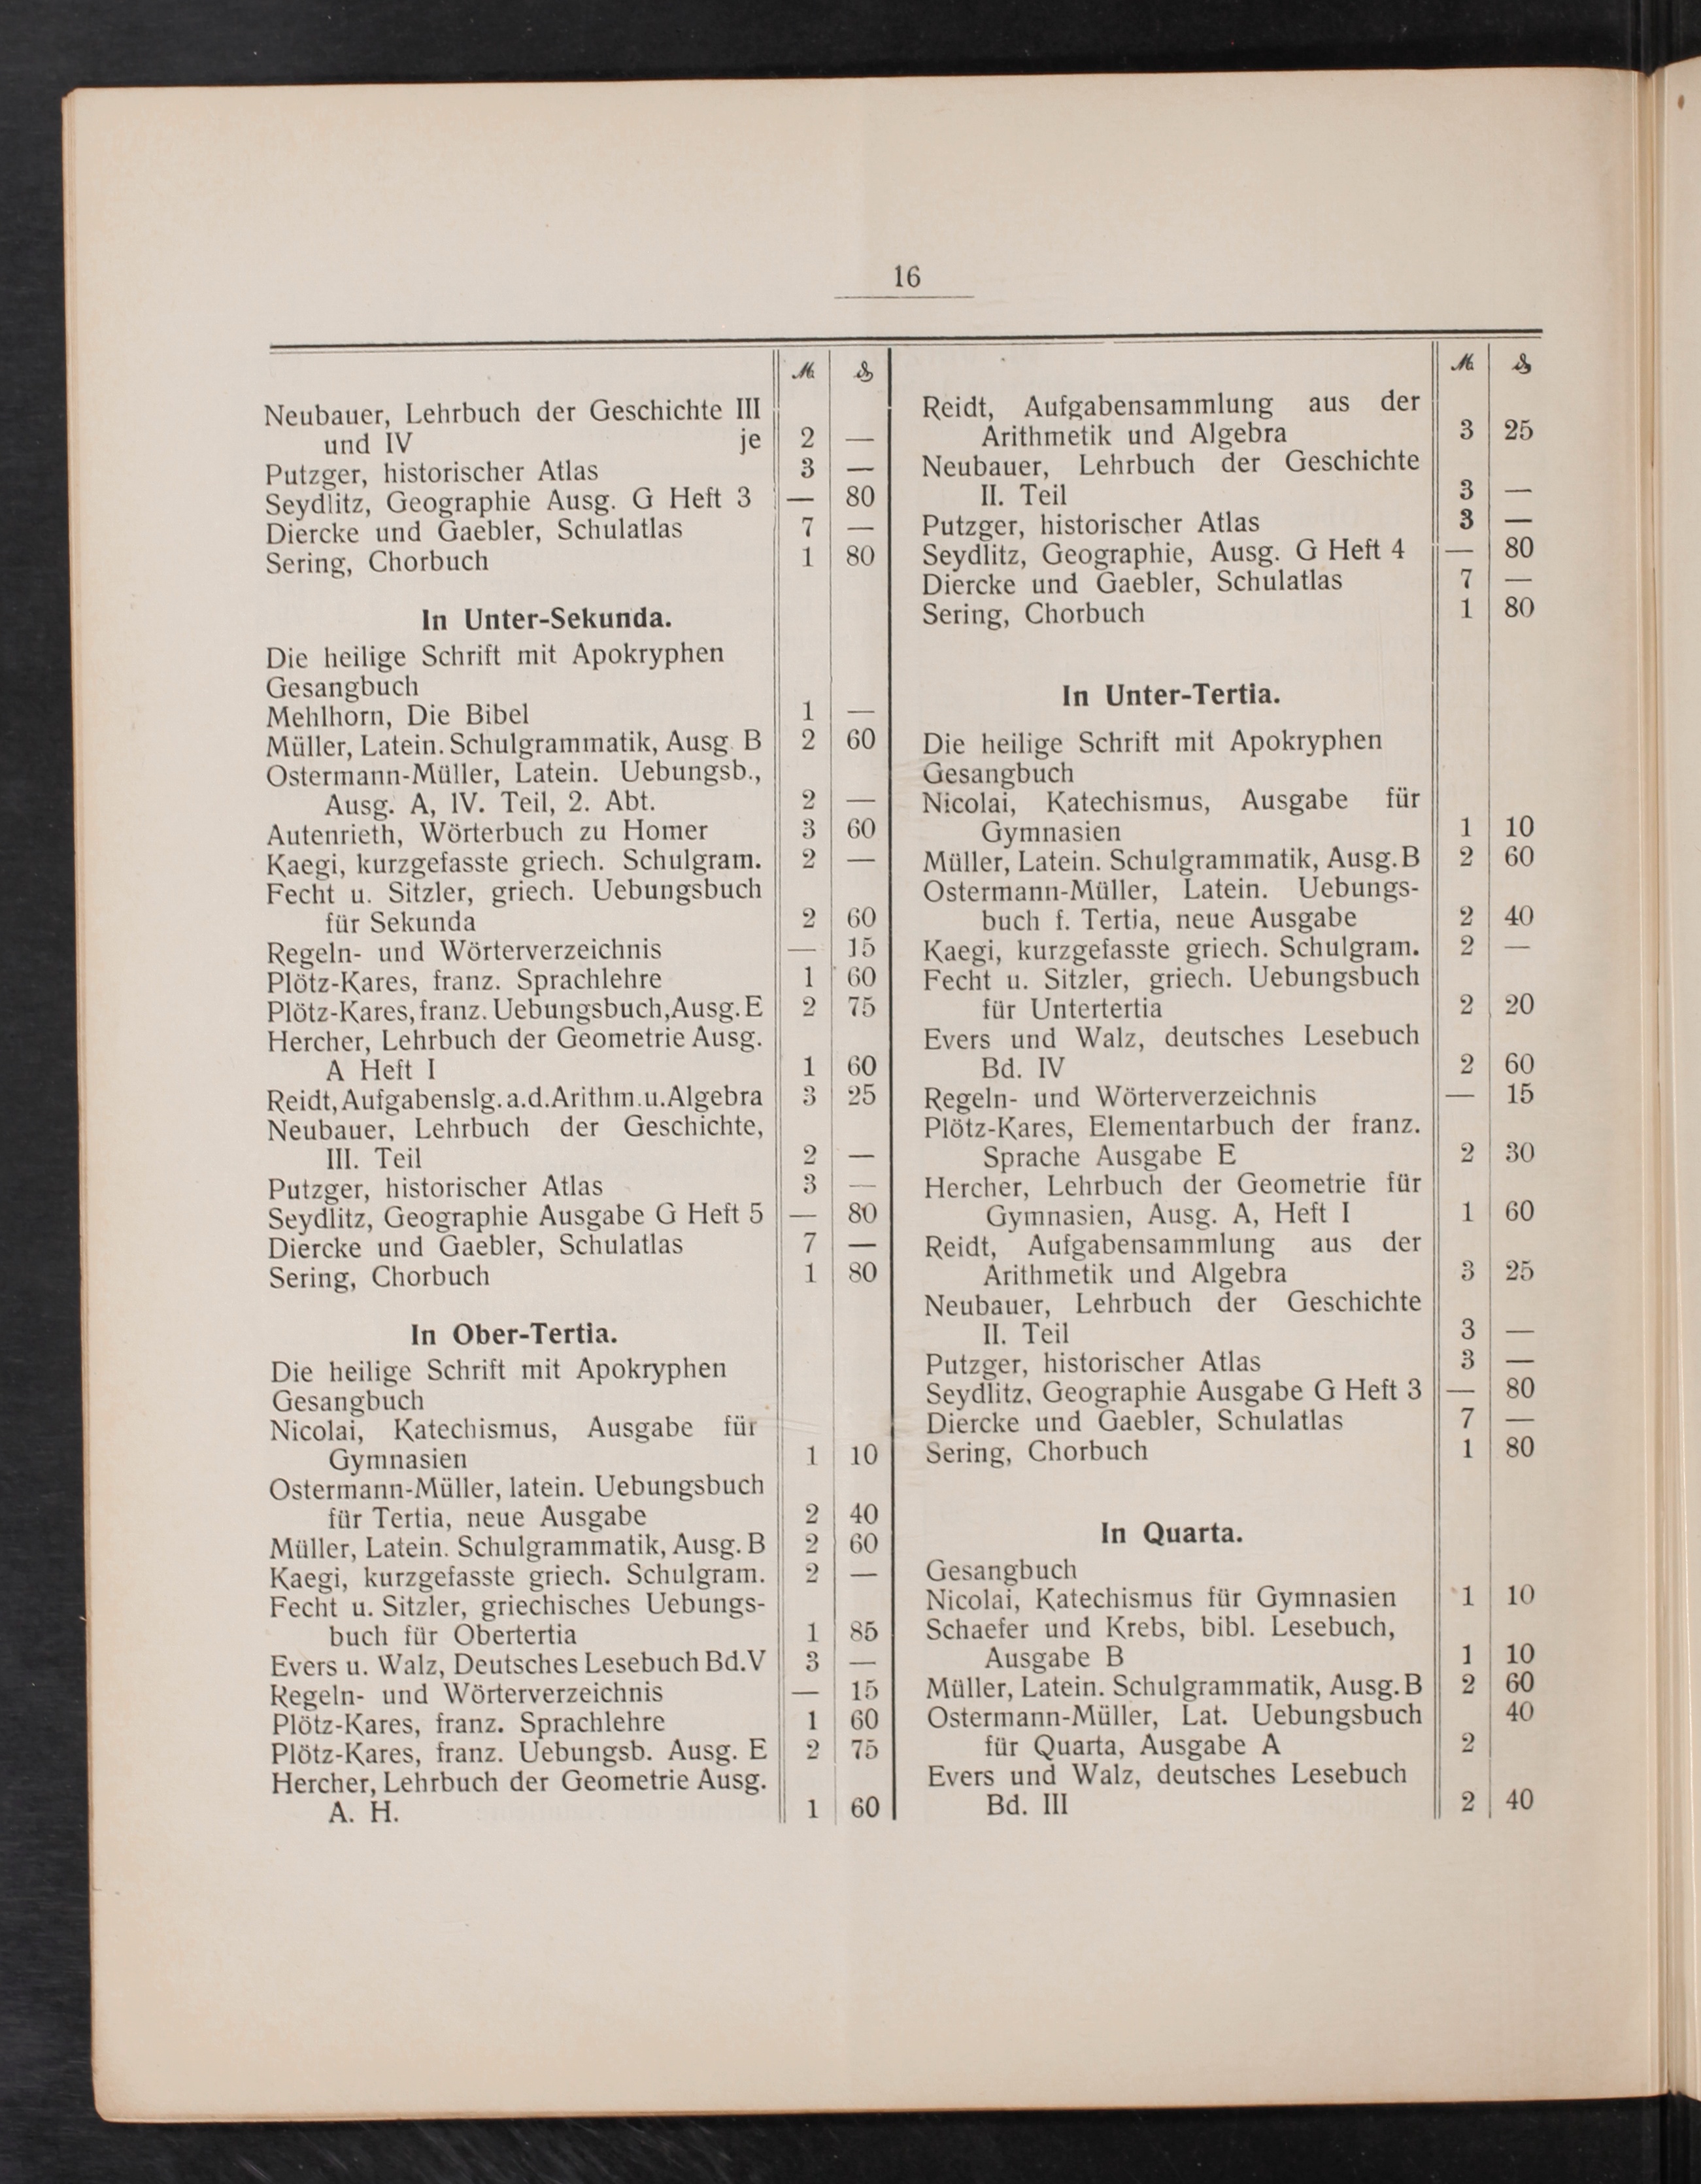 16
ℳ ₰
Neubauer, Lehrbuch der Geschichte III
und IV je 2 —
Putzger, historischer Atlas 3 —
Seydlitz, Geographie Ausg. G Heft 3 — 80
Diercke und Gaebler, Schulatlas 7 —
Sering, Chorbuch 1 80
In Unter-Sekunda.
Die heilige Schrift mit Apokryphen
Gesangbuch
Mehlhorn, Die Bibel 1 —
Müller, Latein. Schulgrammatik, Ausg. B 2 60
Ostermann-Müller, Latein. Uebungsb.,
Ausg. A, IV. Teil, 2. Abt. 2 —
Autenrieth, Wörterbuch zu Homer 3 60
Kaegi, kurzgefasste griech. Schulgram. 2 —
Fecht u. Sitzler, griech. Uebungsbuch
für Sekunda 2 60
Regeln- und Wörterverzeichnis — 15
Plötz-Kares, franz. Sprachlehre 1 60
Plötz-Kares, franz. Uebungsbuch, Ausg. E 2 75
Hercher, Lehrbuch der Geometrie Ausg.
A Heft I 1 60
Reidt, Aufgabenslg. a.d. Arithm. u. Algebra 3 25
Neubauer, Lehrbuch der Geschichte,
III. Teil 2 —
Putzger, historischer Atlas 3 —
Seydlitz, Geographie Ausgabe G Heft 5 — 80
Diercke und Gaebler, Schulatlas 7 —
Sering, Chorbuch 1 80
In Ober-Tertia.
Die heilige Schrift mit Apokryphen
Gesangbuch
Nicolai, Katechismus, Ausgabe für
Gymnasien 1 10
Ostermann-Müller, latein. Uebungsbuch
für Tertia, neue Ausgabe 2 40
Müller, Latein. Schulgrammatik, Ausg. B 2 60
Kaegi, kurzgefasste griech. Schulgram. 2 —
Fecht u. Sitzler, griechisches Uebungs-
buch für Obertertia 1 85
Evers u. Walz, Deutsches Lesebuch Bd. V 3 —
Regeln- und Wörterverzeichnis — 15
Plötz-Kares, franz. Sprachlehre 1 60
Plötz-Kares, franz. Uebungsb. Ausg. E 2 75
Hercher, Lehrbuch der Geometrie Ausg.
A. H. 1 60
ℳ ₰
Reidt, Aufgabensammlung aus der
Arithmetik und Algebra 3 25
Neubauer, Lehrbuch der Geschichte
II. Teil 3 —
Putzger, historischer Atlas 3 —
Seydlitz, Geographie, Ausg. G Heft 4 — 80
Diercke und Gaebler, Schulatlas 7 —
Sering, Chorbuch 1 80
In Unter-Tertia.
Die heilige Schrift mit Apokryphen
Gesangbuch
Nicolai, Katechismus, Ausgabe für
Gymnasien 1 10
Müller, Latein. Schulgrammatik, Ausg. B 2 60
Ostermann-Müller, Latein. Uebungs-
buch f. Tertia, neue Ausgabe 2 40
Kaegi, kurzgefasste griech. Schulgram. 2 —
Fecht u. Sitzler, griech. Uebungsbuch
für Untertertia 2 20
Evers und Walz, deutsches Lesebuch
Bd. IV 2 60
Regeln- und Wörterverzeichnis — 15
Plötz-Kares, Elementarbuch der franz.
Sprache Ausgabe E 2 30
Hercher, Lehrbuch der Geometrie für
Gymnasien, Ausg. A, Heft I 1 60
Reidt, Aufgabensammlung aus der
Arithmetik und Algebra 3 25
Neubauer, Lehrbuch der Geschichte
II. Teil 3 —
Putzger, historischer Atlas 3 —
Seydlitz, Geographie Ausgabe G Heft 3 — 80
Diercke und Gaebler, Schulatlas 7 —
Sering, Chorbuch 1 80
In Quarta.
Gesangbuch
Nicolai, Katechismus für Gymnasien 1 10
Schaefer und Krebs, bibl. Lesebuch,
Ausgabe B 1 10
Müller, Latein. Schulgrammatik, Ausg. B 2 60
Ostermann-Müller, Lat. Uebungsbuch 40
für Quarta, Ausgabe A 2
Evers und Walz, deutsches Lesebuch
Bd. III 2 40